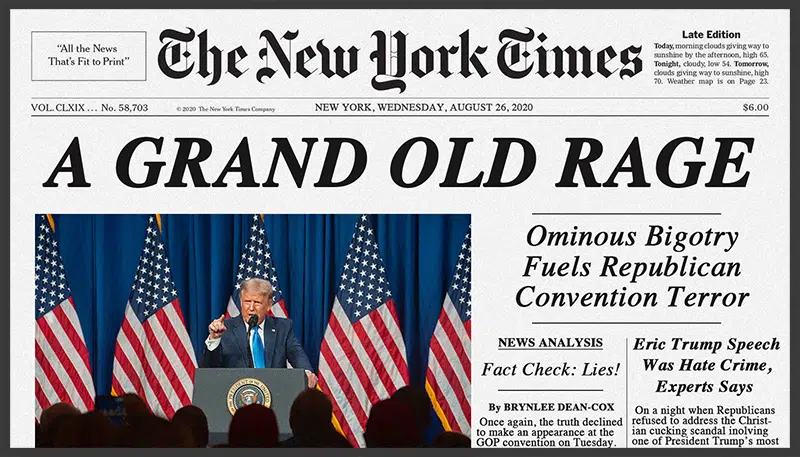 "All the News
That's Fit to Print"
The New York Times
Late Edition
Today, morning clouds giving way to
sunshine by the afternoon, high 65.
Tonight, cloudy, low 54. Tomorrow,
clouds giving way to sunshine, high
70. Weather map is on Page 23.
VOL. CLXIX ... No. 58,703
© 2020 The New York Times Company
NEW YORK, WEDNESDAY, AUGUST 26, 2020
$6.00
A GRAND OLD RAGE
Ominous Bigotry
Fuels Republican
Convention Terror
NEWS ANALYSIS
Fact Check: Lies!
By BRYNLEE DEAN-COX
Once again, the truth declined
to make an appearance at the
GOP convention on Tuesday.
Eric Trump Speech
Was Hate Crime,
Experts Says
On a night when Republicans
refused to address the Christ-
ian cucking scandal inolving
one of President Trump's most